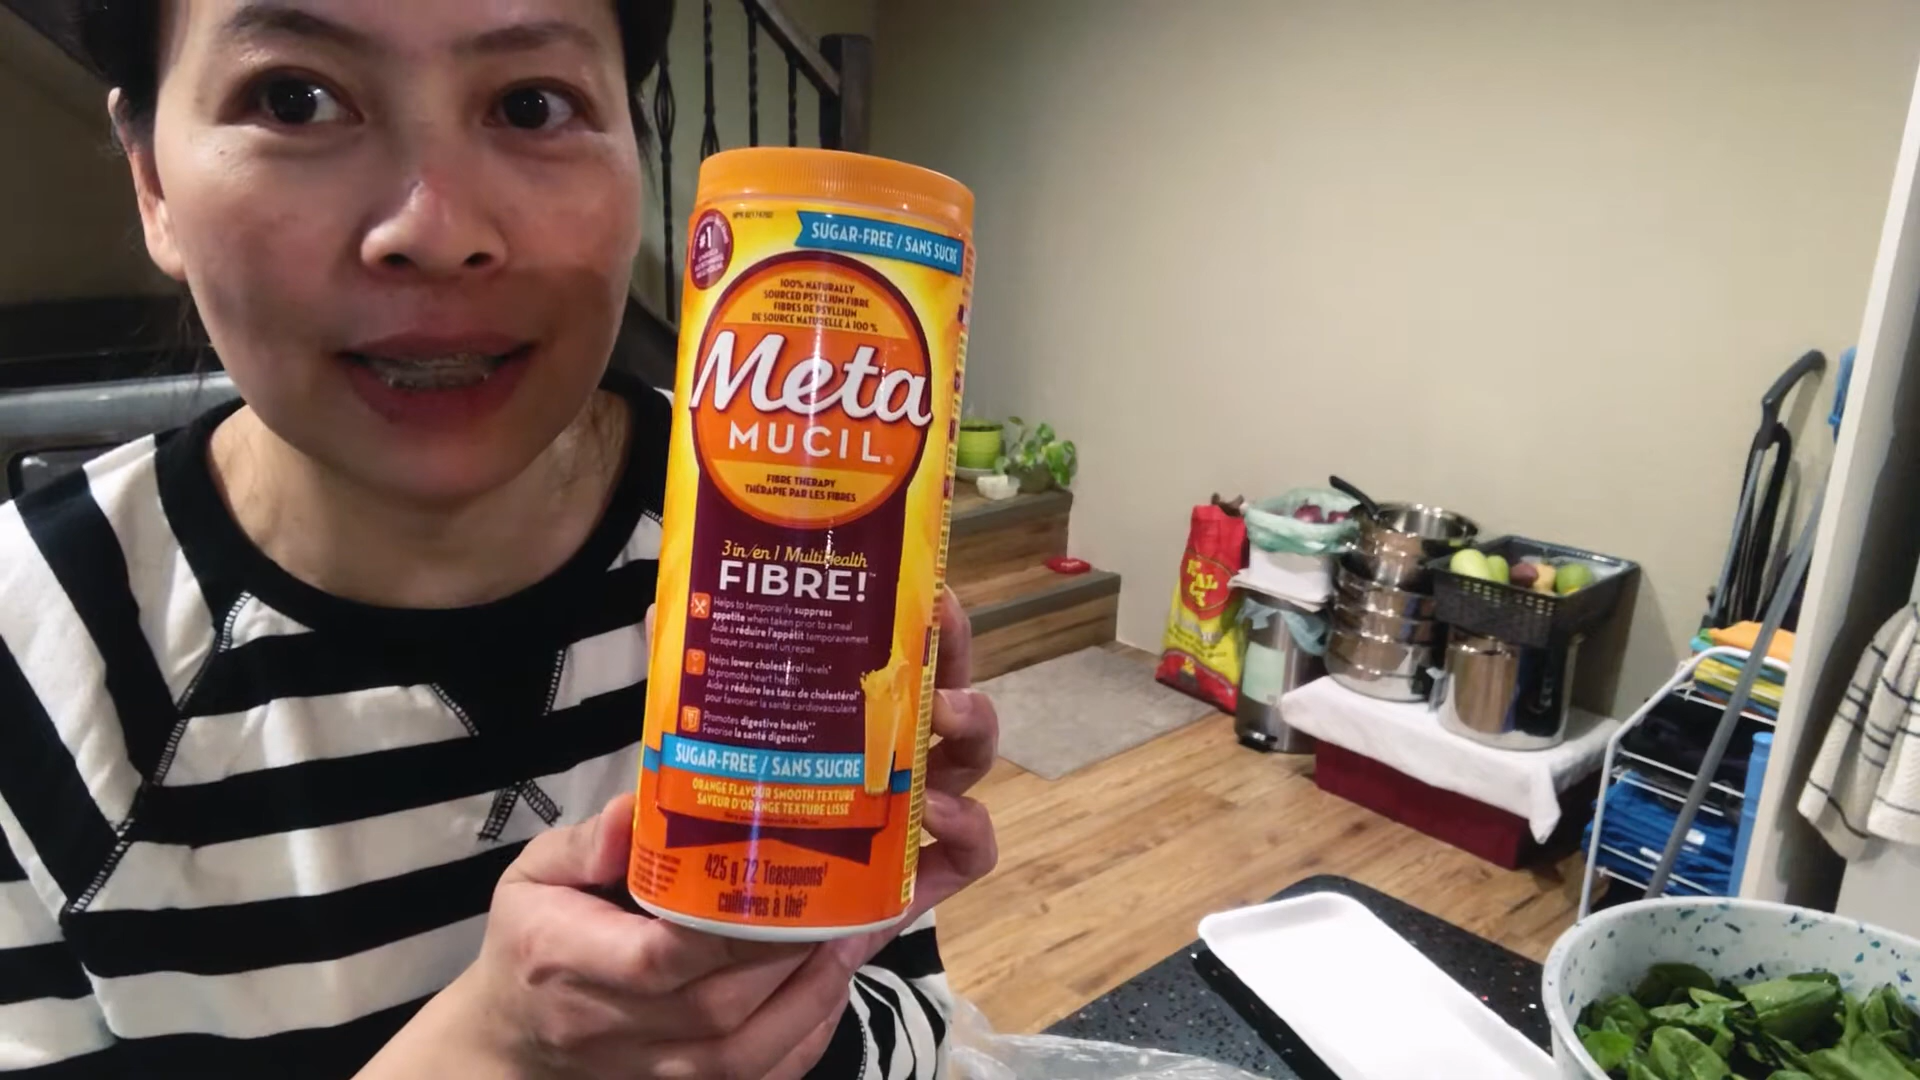 SUGAR-FREE / SANS SUCRE
#1
100% NATURALLY
SOURCED PSYLLIUM FIBRE
FIBRES DE PSYLLIUM
DE SOURCE NATURELLE À 100 %
Meta
MUCIL®
FIBRE THERAPY
THÉRAPIE PAR LES FIBRES
3 in/en 1 MultiHealth
FIBRE!™
Helps to temporarily suppress
appetite when taken prior to a meal
Aide à réduire l'appétit temporairement
lorsque pris avant un repas
Helps lower cholesterol levels*
to promote heart health
Aide à réduire les taux de cholestérol*
pour favoriser la santé cardiovasculaire
Promotes digestive health**
Favorise la santé digestive**
SUGAR-FREE / SANS SUCRE
ORANGE FLAVOUR SMOOTH TEXTURE
SAVEUR D'ORANGE TEXTURE LISSE
425 g 72 Teaspoons‡
cuillères à thé‡